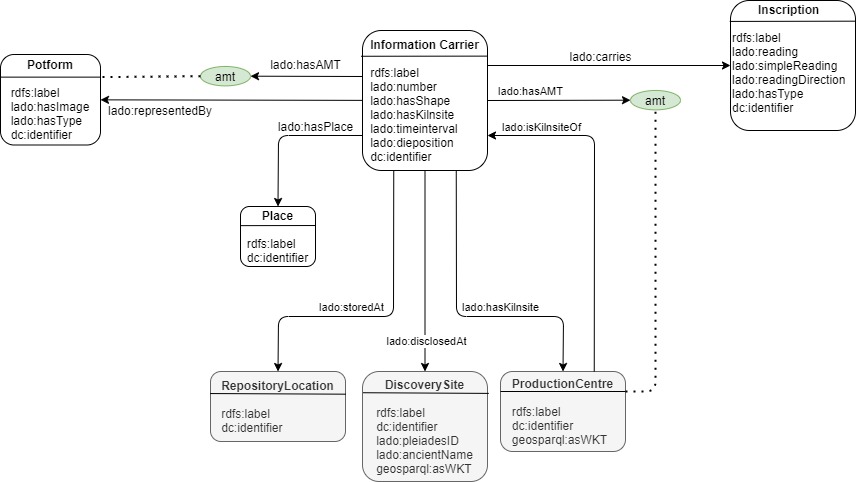 Inscription
rdfs:label
lado:reading
lado:simpleReading
lado:readingDirection
lado:hasType
dc:identifier
Information Carrier
rdfs:label
lado:number
lado:hasShape
lado:hasKilnsite
lado:timeinterval
lado:dieposition
dc:identifier
lado:carries
lado:hasAMT
amt
lado:hasAMT
amt
Potform
rdfs:label
lado:hasImage
lado:hasType
dc:identifier
lado:representedBy
lado:hasPlace
lado:isKilnsiteOf
Place
rdfs:label
dc:identifier
lado:storedAt
lado:disclosedAt
lado:hasKilnsite
RepositoryLocation
rdfs:label
dc:identifier
DiscoverySite
rdfs:label
dc:identifier
lado:pleiadesID
lado:ancientName
geosparql:asWKT
ProductionCentre
rdfs:label
dc:identifier
geosparql:asWKT